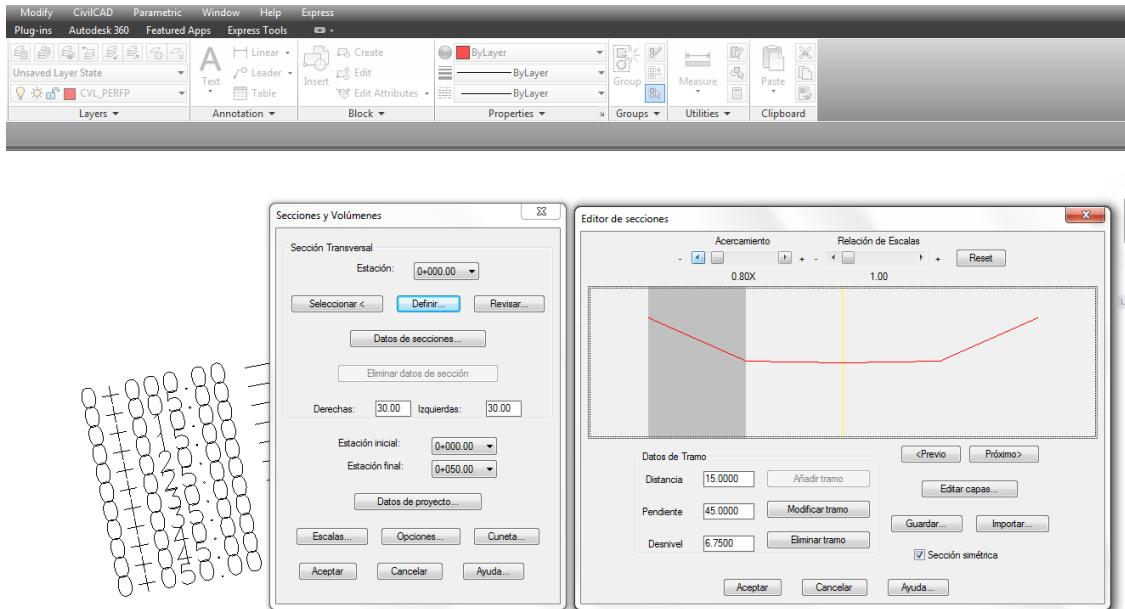 Modify CivilCAD Parametric Window Help Express
Plug-ins Autodesk 360 Featured Apps Express Tools
Linear Create ByLayer
Unsaved Layer State Text Leader Insert Edit ByLayer Group Measure Paste
CVL_PERFP Table Edit Attributes ByLayer
Layers Annotation Block Properties Groups Utilities Clipboard
Secciones y Volúmenes
Sección Transversal
Estación: 0+000.00
Seleccionar < Definir... Revisar...
Datos de secciones...
Eliminar datos de sección
Derechas: 30.00 Izquierdas: 30.00
Estación inicial: 0+000.00
Estación final: 0+050.00
Datos de proyecto...
Escalas... Opciones... Cuneta...
Aceptar Cancelar Ayuda...
Editor de secciones
Acercamiento Relación de Escalas
- + - + Reset
0.80X 1.00
Datos de Tramo
<Previo Próximo>
Distancia 15.0000 Añadir tramo
Editar capas...
Pendiente 45.0000 Modificar tramo
Guardar... Importar...
Desnivel 6.7500 Eliminar tramo
Sección simétrica
Aceptar Cancelar Ayuda...
0+005.00
0+010.00
0+015.00
0+020.00
0+025.00
0+030.00
0+035.00
0+040.00
0+045.00
0+050.00